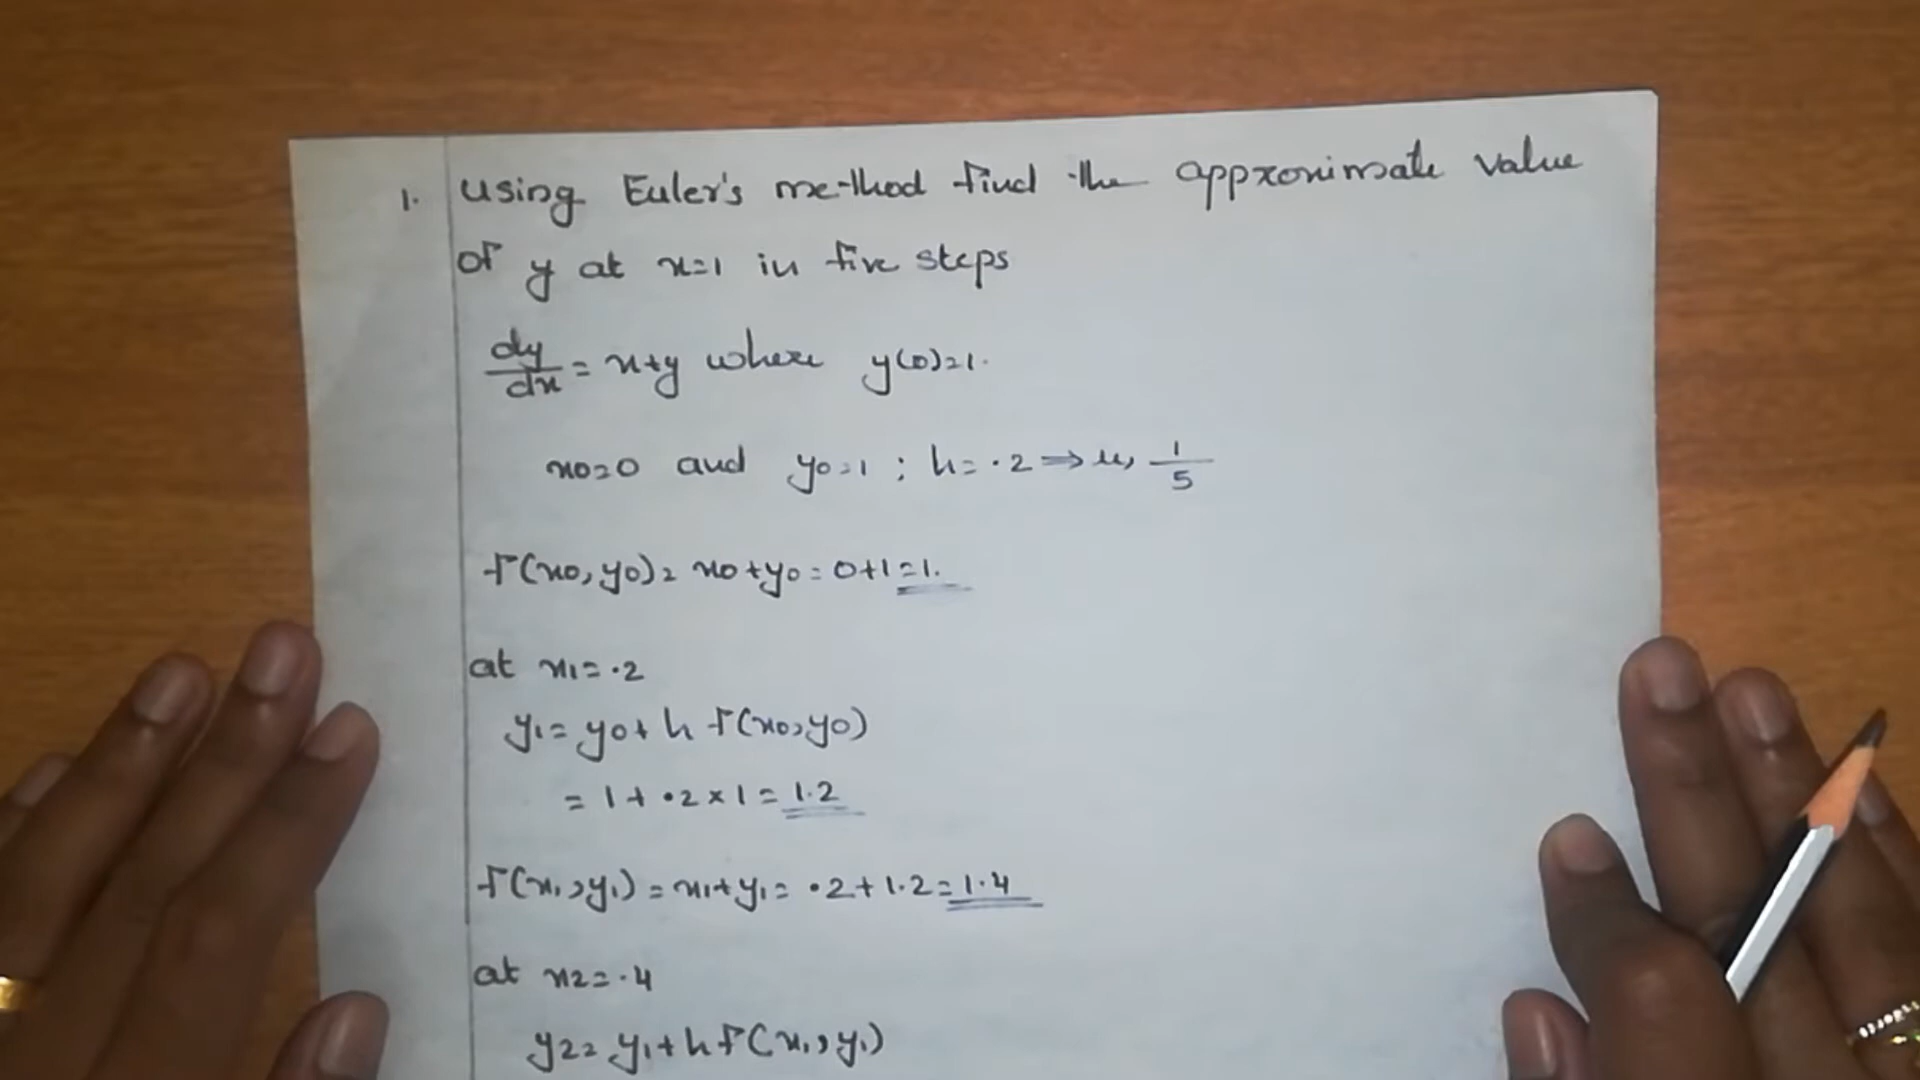 1. Using Euler's method find the approximate value
of y at x=1 in five steps
dy/dx = x+y where y(0)=1.
x0=0 and y0=1 ; h= .2 ⇒ ie, 1/5
f(x0, y0) = x0+y0 = 0+1 = 1.
at x1= .2
y1= y0+ h f(x0, y0)
= 1 + .2 × 1 = 1.2
f(x1, y1) = x1+y1 = .2+1.2 = 1.4
at x2= .4
y2= y1+h f(x1, y1)